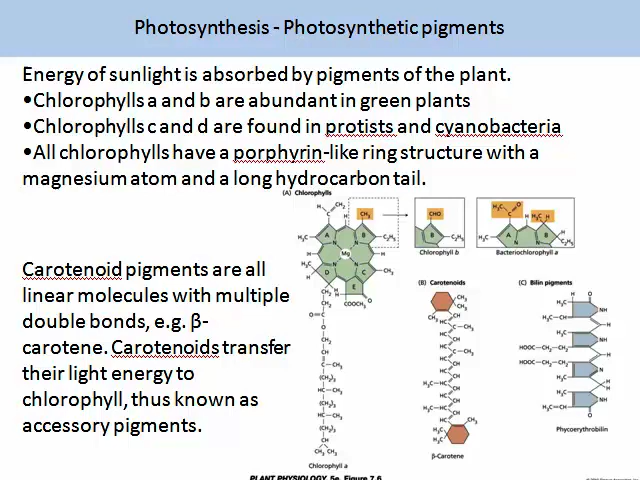 Photosynthesis - Photosynthetic pigments
Energy of sunlight is absorbed by pigments of the plant.
•Chlorophylls a and b are abundant in green plants
•Chlorophylls c and d are found in protists and cyanobacteria
•All chlorophylls have a porphyrin-like ring structure with a
magnesium atom and a long hydrocarbon tail.
(A) Chlorophylls
CH₃
CHO
A
B
Mg
D
C
E
COOCH₃
Chlorophyll b
Bacteriochlorophyll a
Carotenoid pigments are all
linear molecules with multiple
double bonds, e.g. β-
carotene. Carotenoids transfer
their light energy to
chlorophyll, thus known as
accessory pigments.
(B) Carotenoids
(C) Bilin pigments
Chlorophyll a
β-Carotene
Phycoerythrobilin
PLANT PHYSIOLOGY, 5e, Figure 7.6